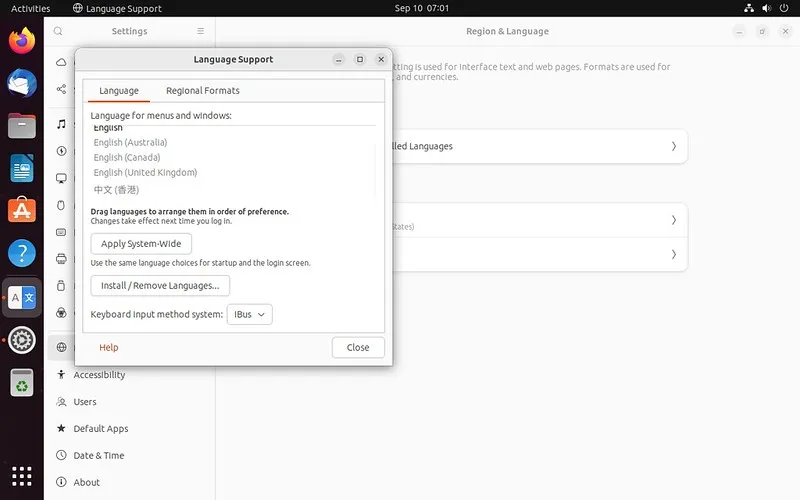 Activities
Language Support
Sep 10 07:01
Settings
Region & Language
Language Support
tting is used for interface text and web pages. Formats are used for
, and currencies.
Language
Regional Formats
Language for menus and windows:
English
English (Australia)
English (Canada)
English (United Kingdom)
中文 (香港)
lled Languages
States)
Drag languages to arrange them in order of preference.
Changes take effect next time you log in.
Apply System-Wide
Use the same language choices for startup and the login screen.
Install / Remove Languages...
Keyboard input method system:
IBus
Help
Close
Accessibility
Users
Default Apps
Date & Time
About